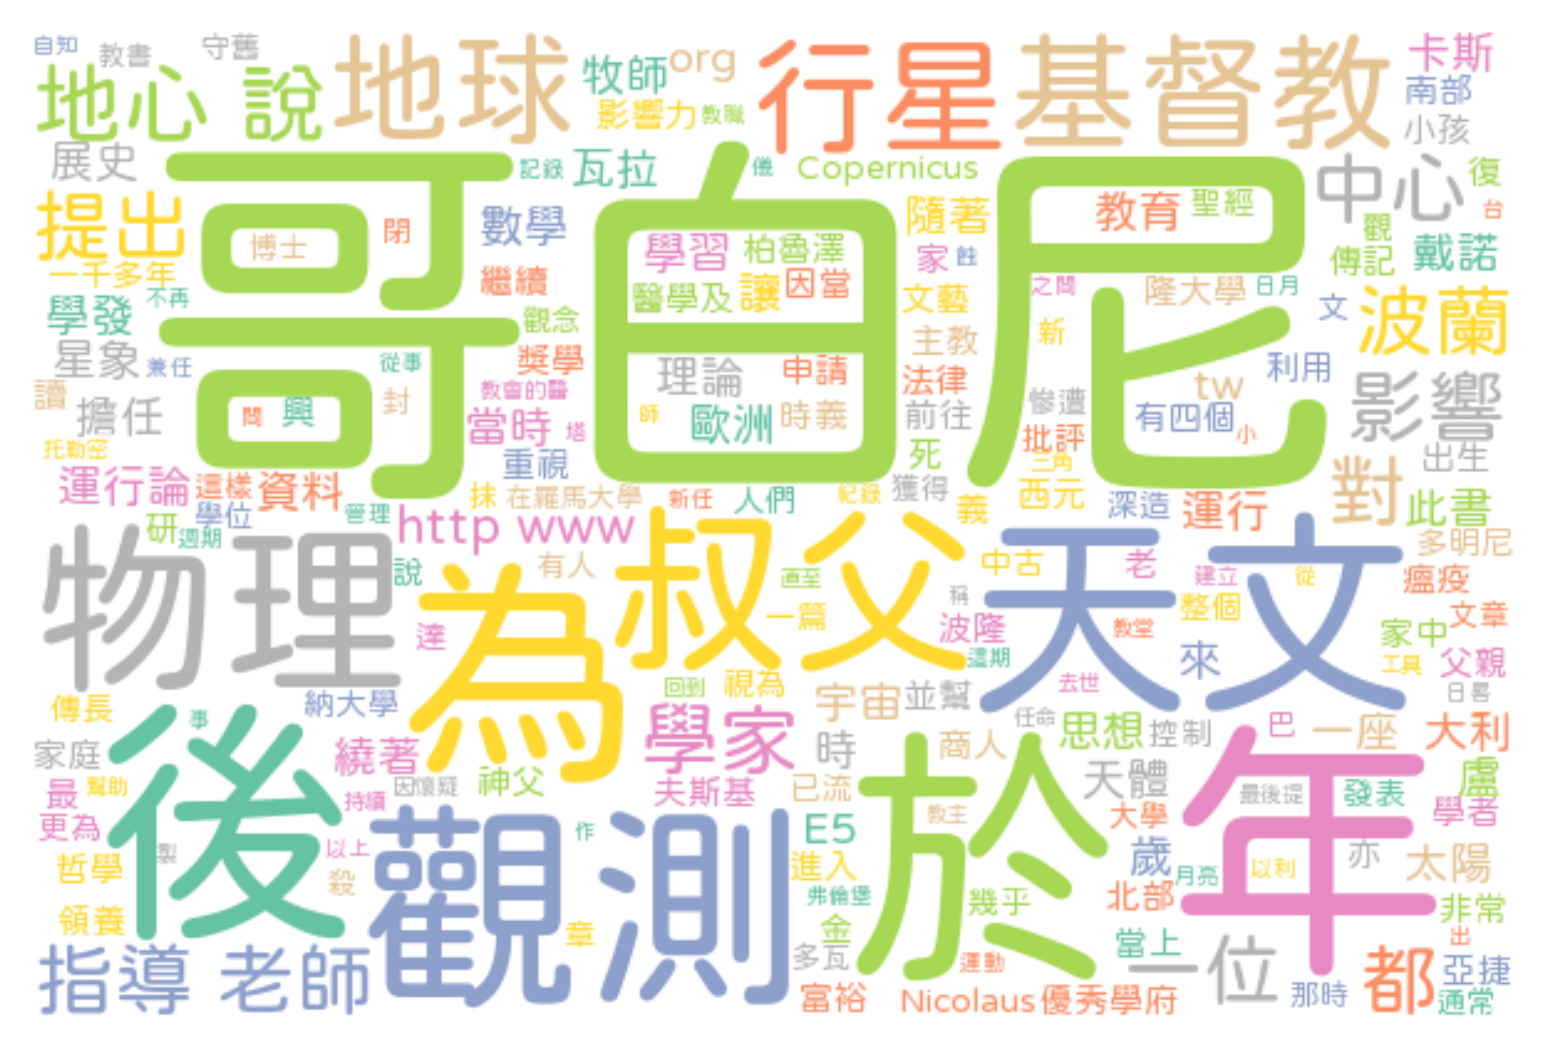 自知 教書 守舊
地心 說 地球 牧師 org 行星 基督教 卡斯
影響力 教職 南部
小孩
展史 哥白尼 記錄 瓦拉 儀 Copernicus 中心 復
提出 博士 閉 數學 學習 柏魯澤 隨著 教育 聖經 觀 台
一千多年 繼續 醫學及 讓 因當 家 蝕 傳記 戴諾
學發 不再 觀念 文藝 之間 隆大學 日月 文 波蘭
星象 兼任 從事 獎學 理論 申請 主教 新 利用
讀 擔任 封 教會的醫 法律 tw 影響
闆 興 當時 塔 師 歐洲 時義 前往 慘遭 有四個
托勒密 重視 死 批評 小 出生
運行論 這樣 資料 抹 在羅馬大學 新任 人們 紀錄 獲得 義 三角 西元 深造 運行 對 此書
研 學位 週期 管理 http www
物理 說 有人 叔父 直至 中古 天文 老 建立 從 多明尼
為 一篇 稱 整個 瘟疫
達 波隆 教堂 來 家中 文章
這期 工具 父親
傳長 納大學 回到 視為 宇宙 並幫 去世 日晷
後 事 學家 時 商人 任命 思想 控制 巴 一座 大利
家庭 繞著 因懷疑 神父 夫斯基 已流 天體 最後提 發表 盧
最 幫助 持續 於 教主 大學 年 學者
更為 觀測 作 E5
哲學 製 以上 進入 歲 月亮 以利 亦 太陽
領養 殺 弗倫堡 幾乎 北部 非常
章 金 當上 出
指導 老師 多瓦 運動 一位 都 亞捷
富裕 Nicolaus 優秀學府 那時 通常